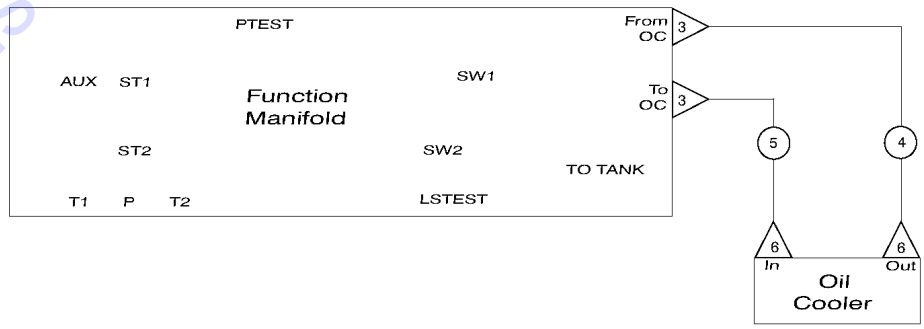 PTEST
From
OC
3
AUX ST1
SW1
Function
Manifold
To
OC
3
ST2
SW2
5
4
TO TANK
T1 P T2
LSTEST
6
6
In
Out
Oil
Cooler